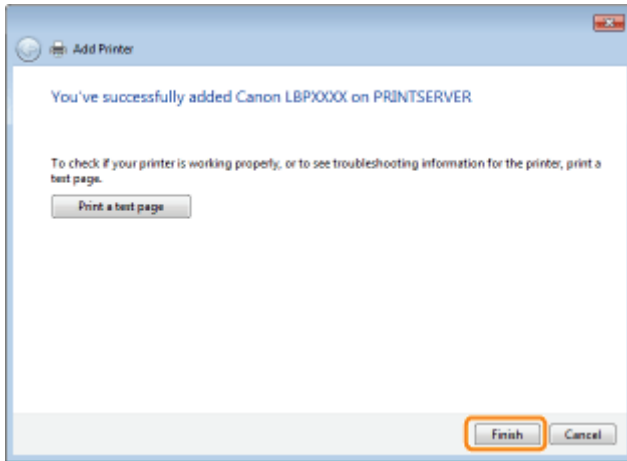 Add Printer
You've successfully added Canon LBPXXXX on PRINTSERVER
To check if your printer is working properly, or to see troubleshooting information for the printer, print a
test page.
Print a test page
Finish Cancel